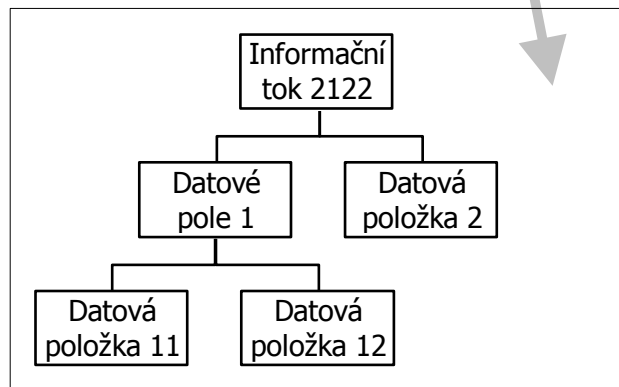 Informační
tok 2122
Datové
pole 1
Datová
položka 2
Datová
položka 11
Datová
položka 12